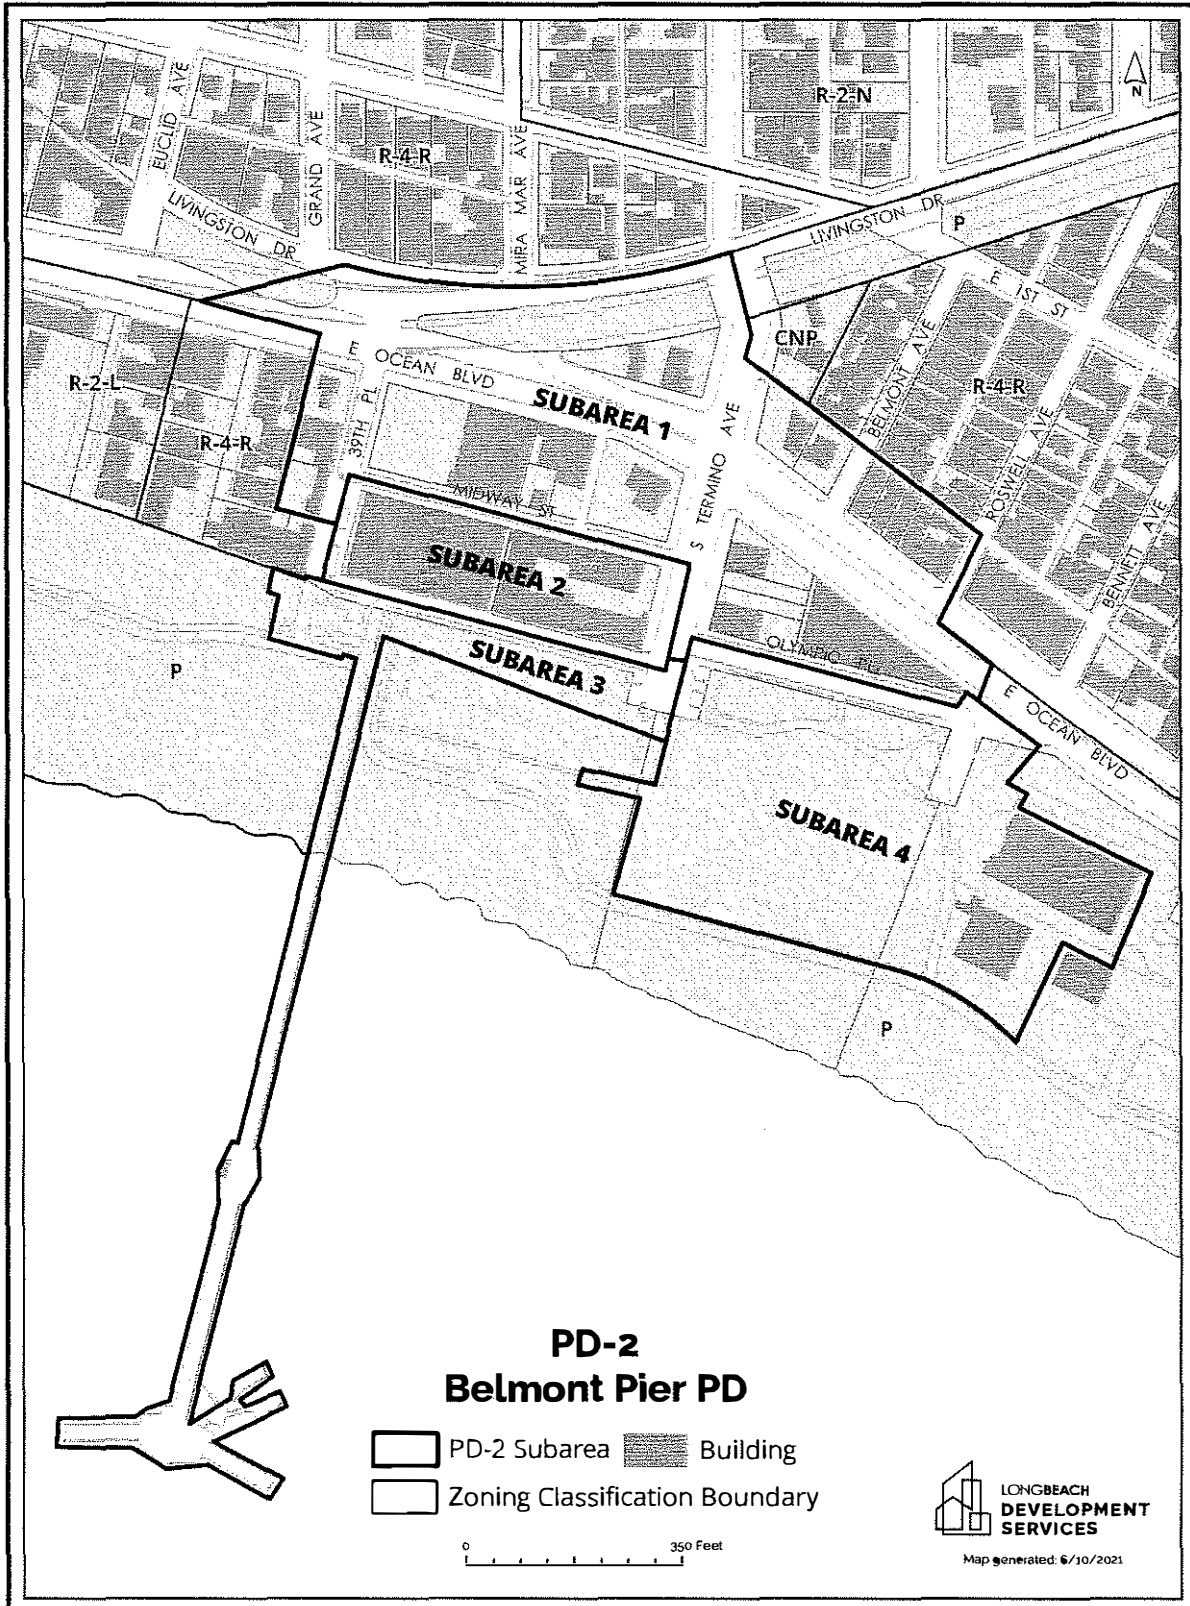 N
R-2-N
EUCLID AVE
GRAND AVE
R-4-R
MIRA MAR AVE
LIVINGSTON DR
LIVINGSTON DR
P
E 1ST ST
CNP
BELMONT AVE
R-4-R
ROSWELL AVE
BENNETT AVE
R-2-L
R-4-R
E OCEAN BLVD
39TH PL
SUBAREA 1
S TERMINO AVE
MIDWAY ST
SUBAREA 2
OLYMPIC PL
SUBAREA 3
P
E OCEAN BLVD
SUBAREA 4
P
PD-2
Belmont Pier PD
PD-2 Subarea
Building
Zoning Classification Boundary
0
350 Feet
LONGBEACH
DEVELOPMENT
SERVICES
Map generated: 6/10/2021